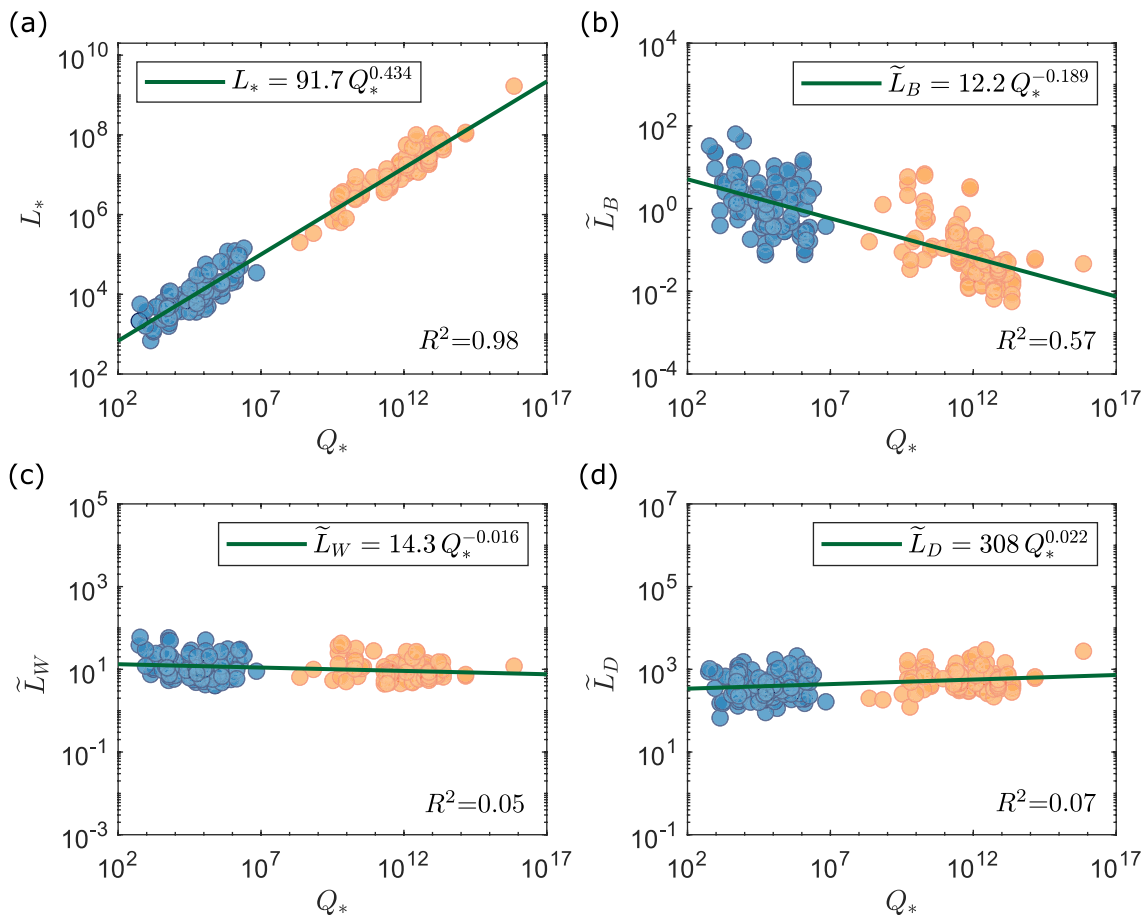 (a)
10^10
10^8
10^6
10^4
10^2
L_*
L_* = 91.7 Q_*^0.434
R^2=0.98
10^2
10^7
10^12
10^17
Q_*
(b)
10^4
10^2
10^0
10^-2
10^-4
L̃_B
L̃_B = 12.2 Q_*^-0.189
R^2=0.57
10^2
10^7
10^12
10^17
Q_*
(c)
10^5
10^3
10^1
10^-1
10^-3
L̃_W
L̃_W = 14.3 Q_*^-0.016
R^2=0.05
10^2
10^7
10^12
10^17
Q_*
(d)
10^7
10^5
10^3
10^1
10^-1
L̃_D
L̃_D = 308 Q_*^0.022
R^2=0.07
10^2
10^7
10^12
10^17
Q_*